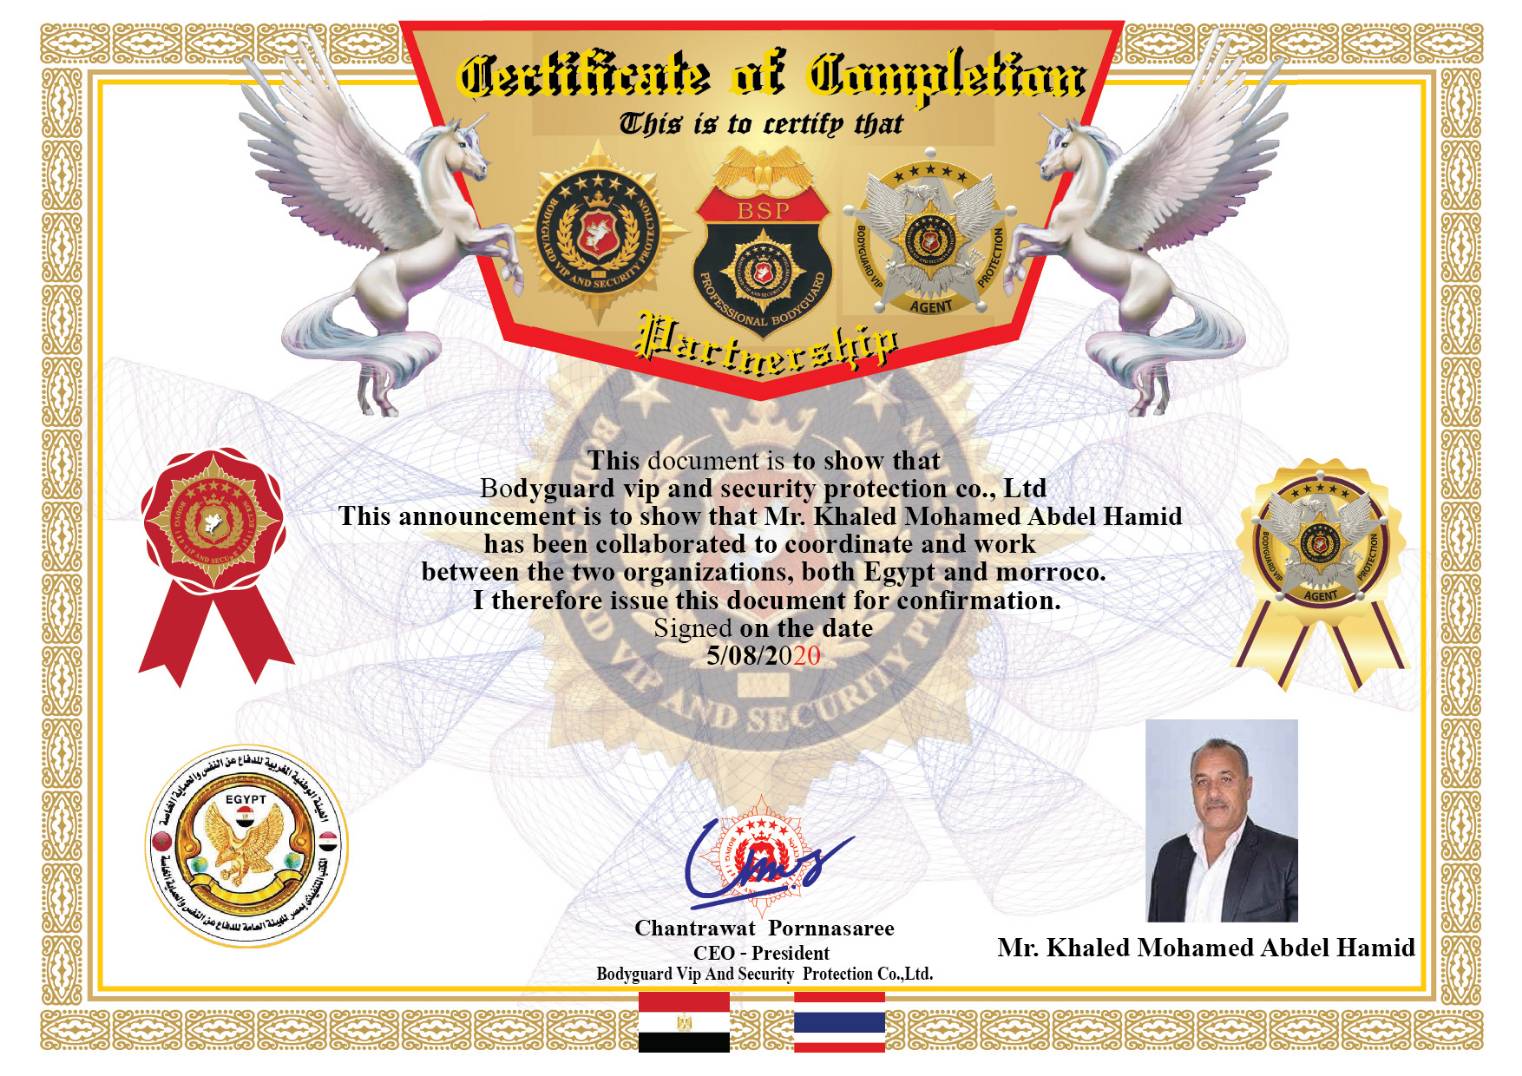 Certificate of Completion
This is to certify that
BODYGUARD VIP AND SECURITY PROTECTION
BSP
PROFESSIONAL BODYGUARD
BODYGUARD VIP
PROTECTION
AGENT
Partnership
This document is to show that
Bodyguard vip and security protection co., Ltd
This announcement is to show that Mr. Khaled Mohamed Abdel Hamid
has been collaborated to coordinate and work
between the two organizations, both Egypt and morroco.
I therefore issue this document for confirmation.
Signed on the date
5/08/2020
BODYGUARD VIP
PROTECTION
AGENT
VIP AND SECURITY
الهيئة الوطنية المغربية للدفاع عن النفس والحماية الخاصة
EGYPT
المكتب التنفيذى بمصر للهيئة العامة للدفاع عن النفس والحماية الخاصة
Chantrawat Pornnasaree
CEO - President
Bodyguard Vip And Security Protection Co.,Ltd.
Mr. Khaled Mohamed Abdel Hamid